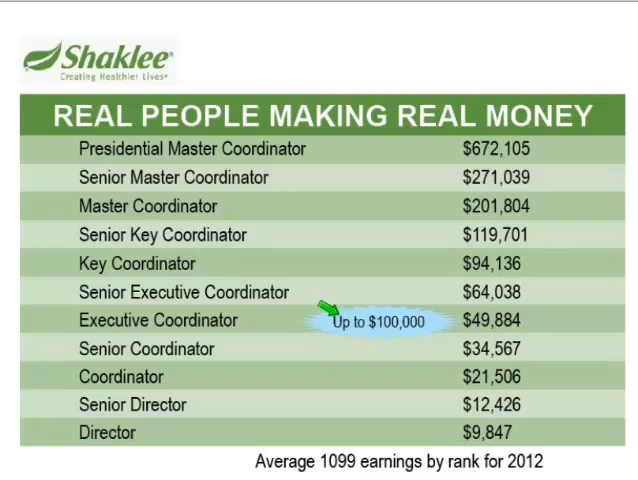 Shaklee®
Creating Healthier Lives®
REAL PEOPLE MAKING REAL MONEY
Presidential Master Coordinator $672,105
Senior Master Coordinator $271,039
Master Coordinator $201,804
Senior Key Coordinator $119,701
Key Coordinator $94,136
Senior Executive Coordinator $64,038
Executive Coordinator Up to $100,000 $49,884
Senior Coordinator $34,567
Coordinator $21,506
Senior Director $12,426
Director $9,847
Average 1099 earnings by rank for 2012